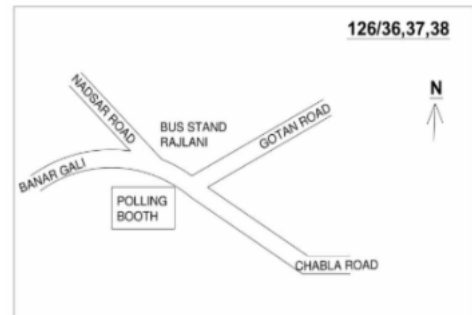 126/36,37,38
N
NADSAR ROAD
BUS STAND
RAJLANI
GOTAN ROAD
BANAR GALI
POLLING
BOOTH
CHABLA ROAD